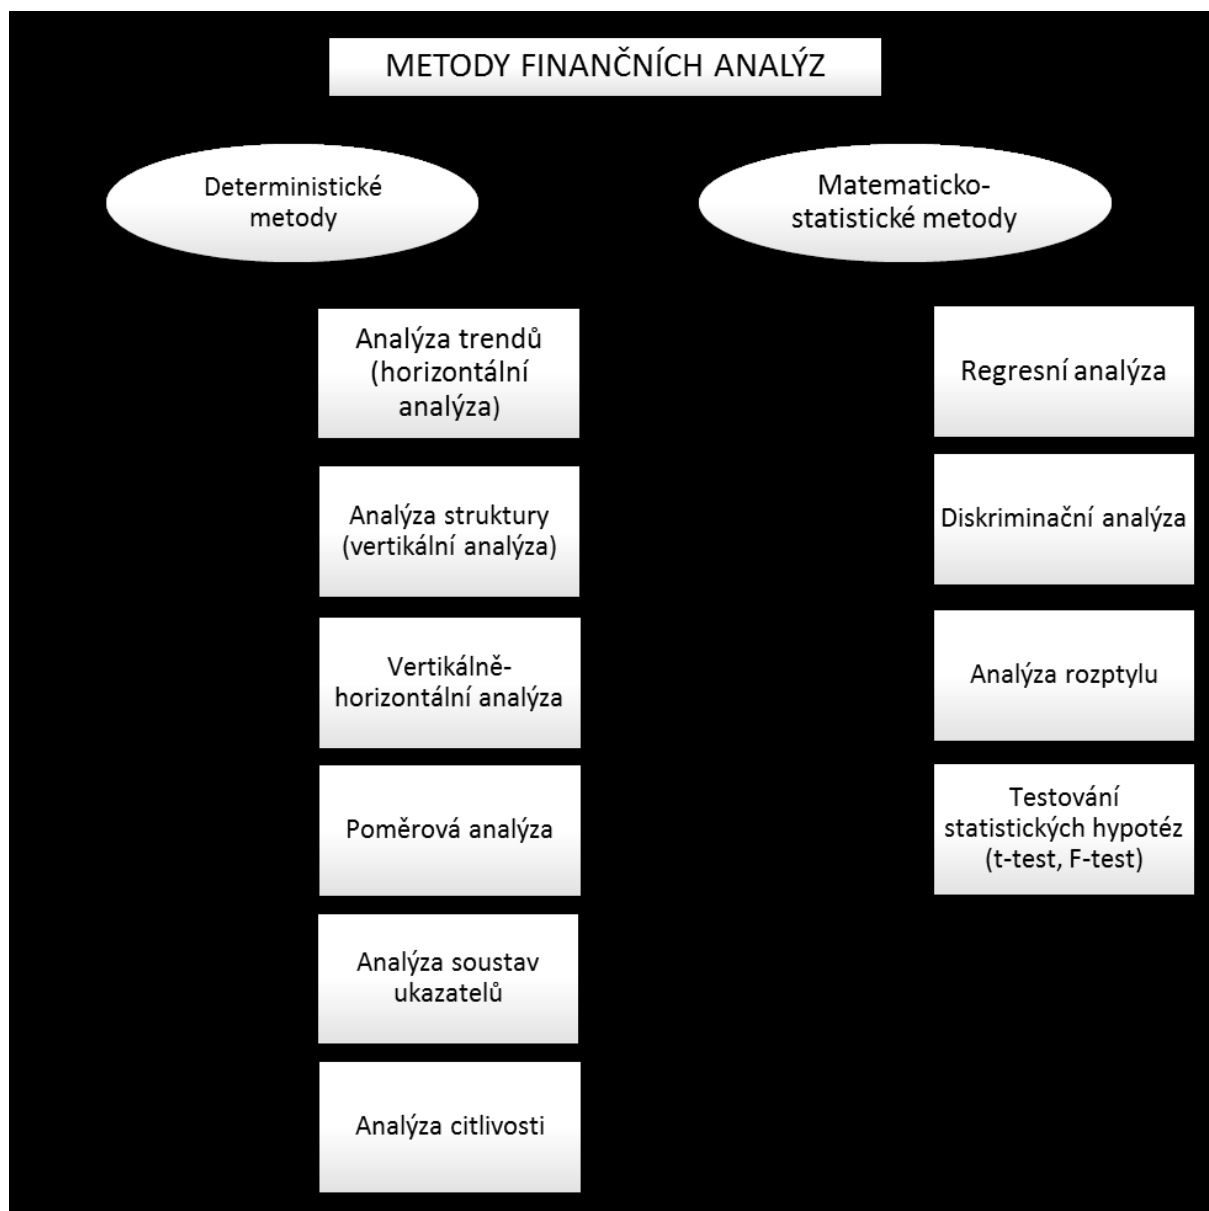 METODY FINANČNÍCH ANALÝZ
Deterministické
metody
Matematicko-
statistické metody
Analýza trendů
(horizontální
analýza)
Analýza struktury
(vertikální analýza)
Vertikálně-
horizontální analýza
Poměrová analýza
Analýza soustav
ukazatelů
Analýza citlivosti
Regresní analýza
Diskriminační analýza
Analýza rozptylu
Testování
statistických hypotéz
(t-test, F-test)